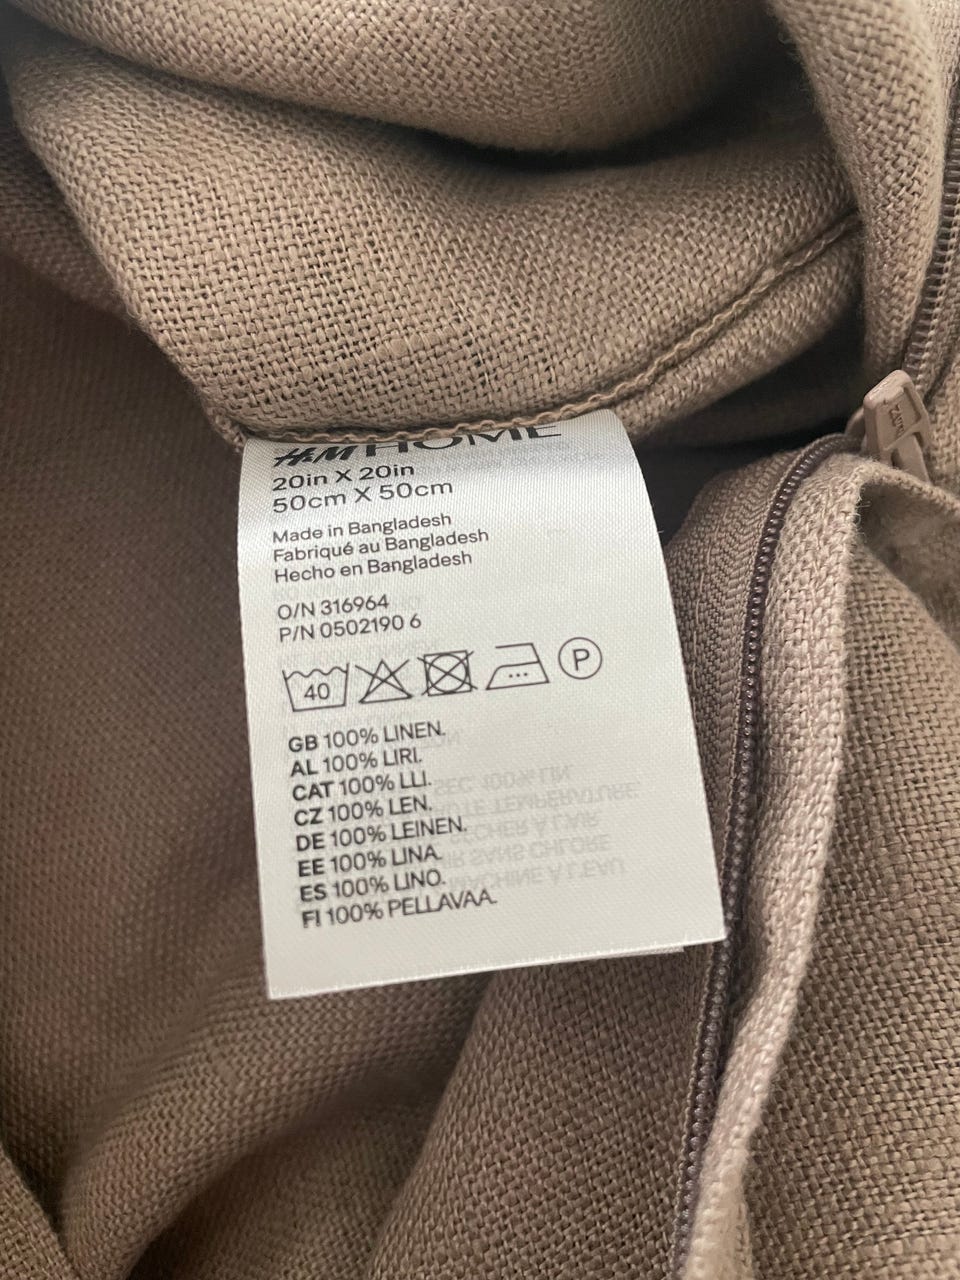 H&M HOME
20in X 20in
50cm X 50cm
Made in Bangladesh
Fabriqué au Bangladesh
Hecho en Bangladesh
O/N 316964
P/N 0502190 6
40
P
GB 100% LINEN.
AL 100% LIRI.
CAT 100% LLI.
CZ 100% LEN.
DE 100% LEINEN.
EE 100% LINA.
ES 100% LINO.
FI 100% PELLAVAA.